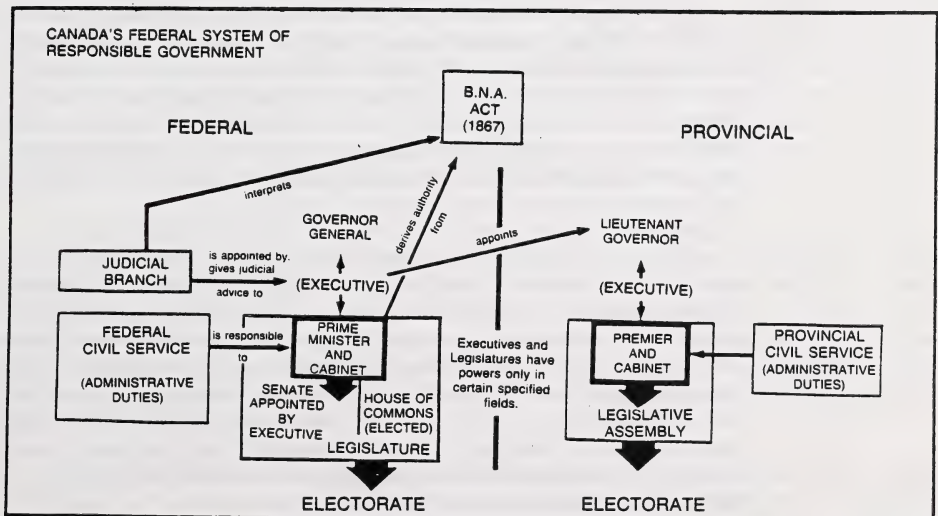 CANADA'S FEDERAL SYSTEM OF
RESPONSIBLE GOVERNMENT
B.N.A.
ACT
(1867)
FEDERAL
PROVINCIAL
interprets
derives authority
from
appoints
GOVERNOR
GENERAL
LIEUTENANT
GOVERNOR
JUDICIAL
BRANCH
is appointed by.
gives judicial
advice to
(EXECUTIVE)
(EXECUTIVE)
FEDERAL
CIVIL SERVICE
(ADMINISTRATIVE
DUTIES)
is responsible
to
PRIME
MINISTER
AND
CABINET
SENATE
APPOINTED
BY
EXECUTIVE
HOUSE OF
COMMONS
(ELECTED)
LEGISLATURE
Executives and
Legislatures have
powers only in
certain specified
fields.
PREMIER
AND
CABINET
PROVINCIAL
CIVIL SERVICE
(ADMINISTRATIVE
DUTIES)
LEGISLATIVE
ASSEMBLY
ELECTORATE
ELECTORATE